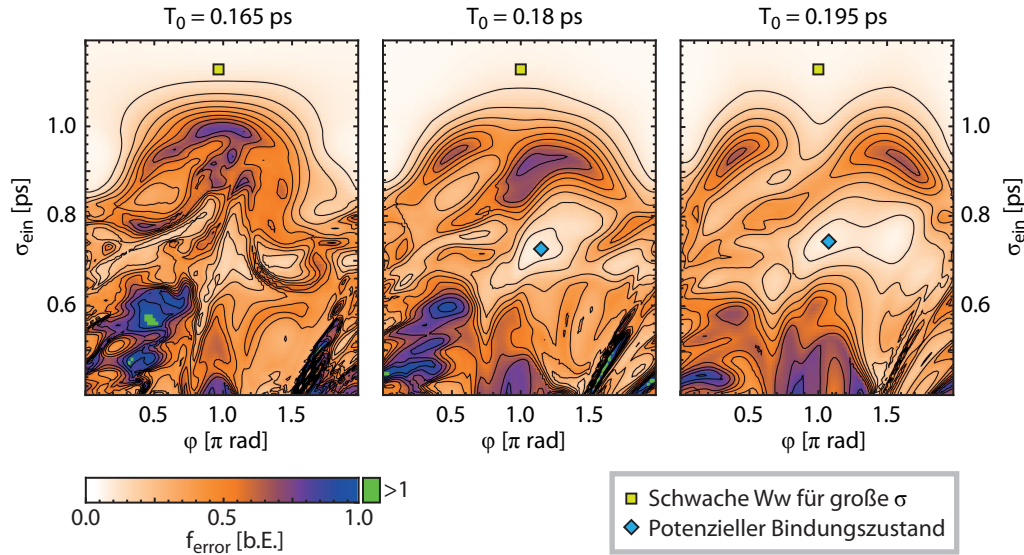 T₀ = 0.165 ps
T₀ = 0.18 ps
T₀ = 0.195 ps
σein [ps]
1.0
0.8
0.6
1.0
0.8
0.6
σein [ps]
0.5 1.0 1.5
0.5 1.0 1.5
0.5 1.0 1.5
φ [π rad]
φ [π rad]
φ [π rad]
>1
0.0 0.5 1.0
ferror [b.E.]
Schwache Ww für große σ
Potenzieller Bindungszustand